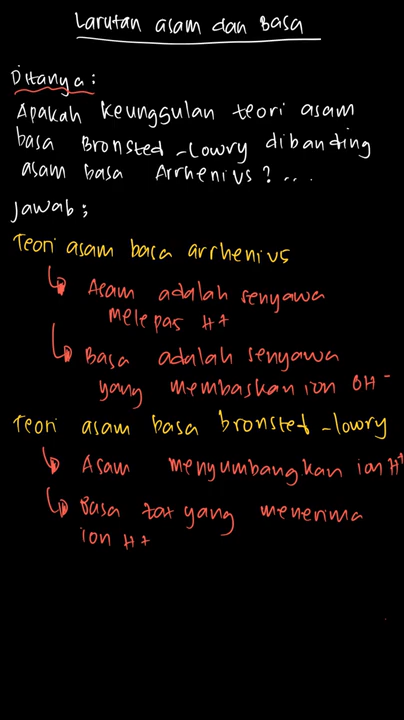 Larutan asam dan Basa
Ditanya:
Apakah keunggulan teori asam
basa Bronsted-Lowry dibanding
asam basa Arrhenius?...
Jawab;
Teori asam basa arrhenius
↳ Asam adalah senyawa
melepas H+
↳ Basa adalah senyawa
yang membaskan ion OH⁻
Teori asam basa bronsted-lowry
↳ Asam menyumbangkan ion H⁺
↳ Basa zat yang menerima
ion H+